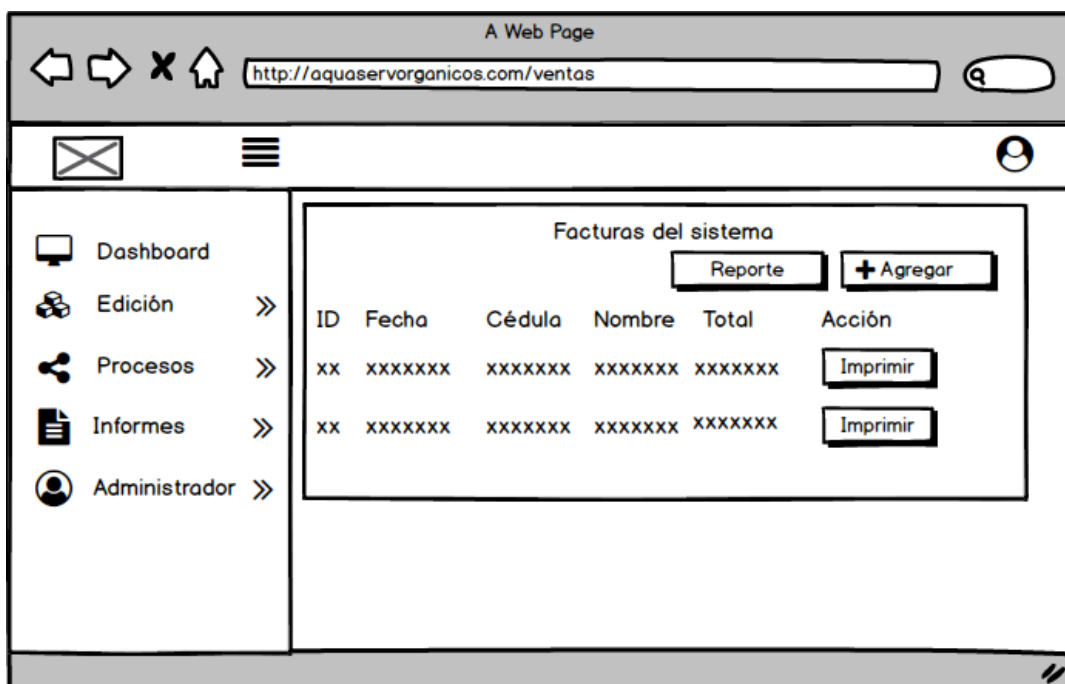 A Web Page
http://aquaservorganicos.com/ventas
Dashboard
Edición
Procesos
Informes
Administrador
Facturas del sistema
Reporte
Agregar
ID Fecha Cédula Nombre Total Acción
xx xxxxxxx xxxxxxx xxxxxxx xxxxxxx Imprimir
xx xxxxxxx xxxxxxx xxxxxxx xxxxxxx Imprimir